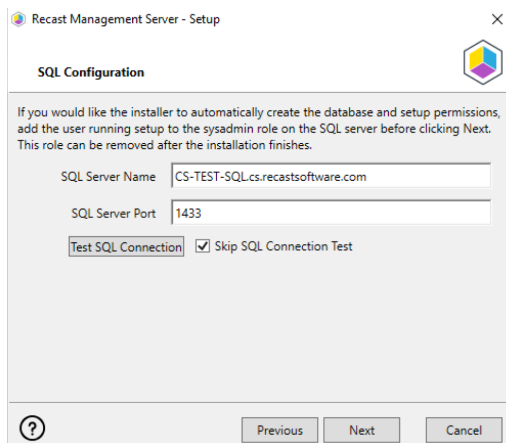 Recast Management Server - Setup
SQL Configuration
If you would like the installer to automatically create the database and setup permissions,
add the user running setup to the sysadmin role on the SQL server before clicking Next.
This role can be removed after the installation finishes.
SQL Server Name CS-TEST-SQL.cs.recastsoftware.com
SQL Server Port 1433
Test SQL Connection Skip SQL Connection Test
? Previous Next Cancel